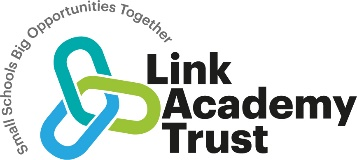 Small Schools Big Opportunities Together
Link
Academy
Trust